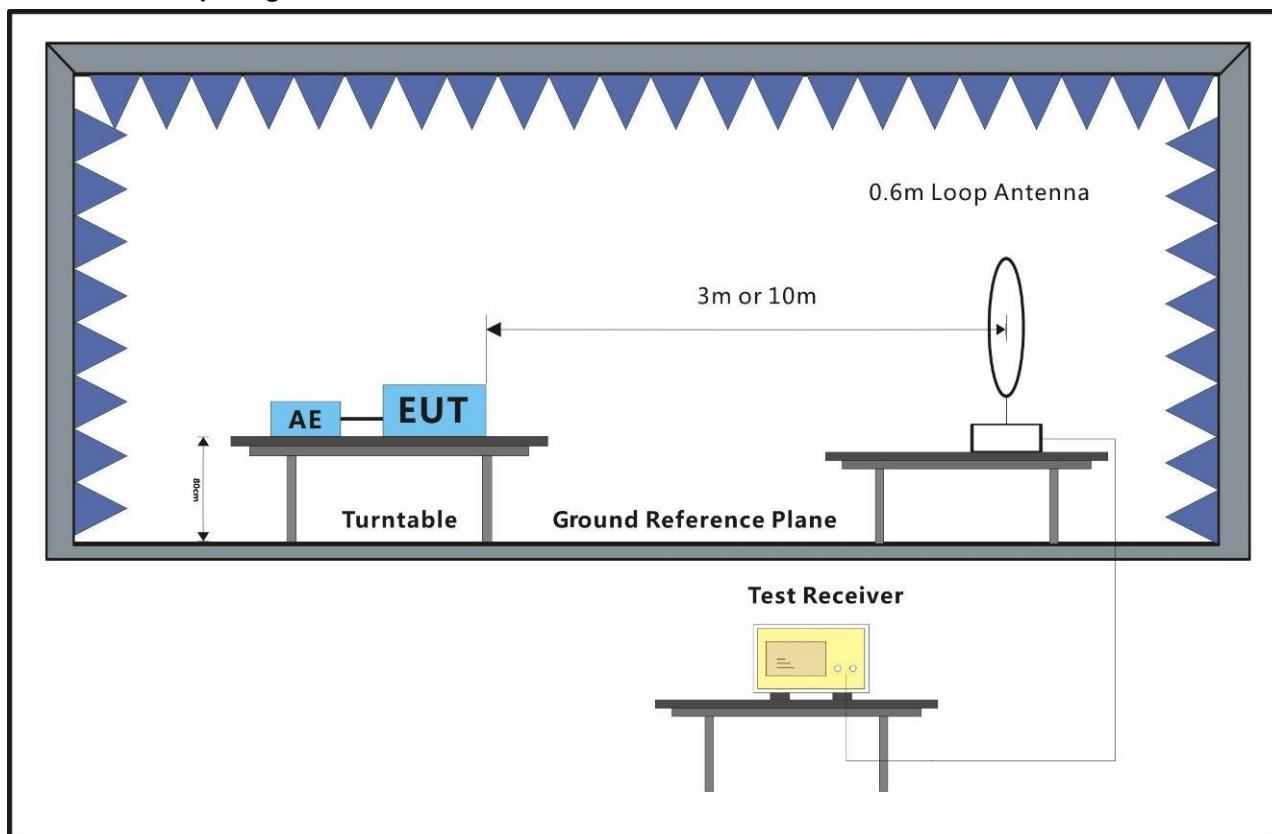 0.6m Loop Antenna
3m or 10m
AE
EUT
80cm
Turntable
Ground Reference Plane
Test Receiver